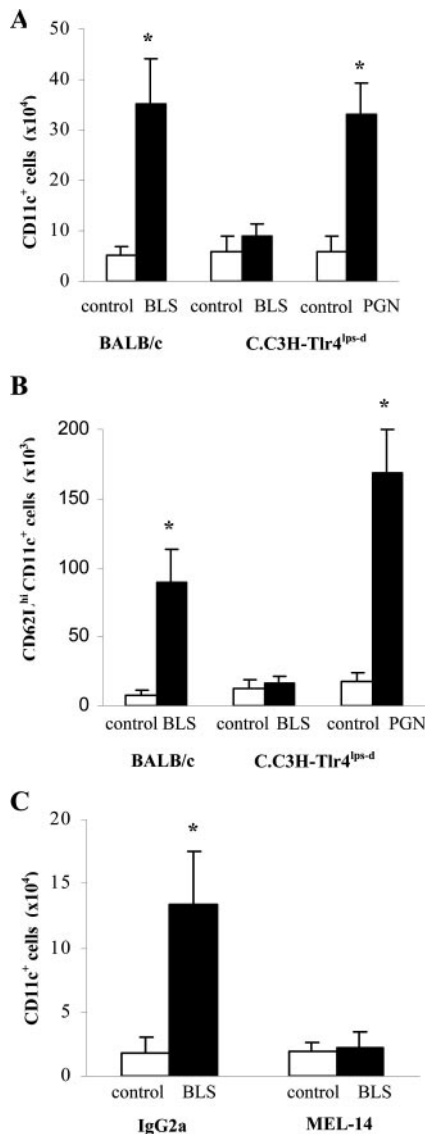 A
CD11c⁺ cells (x10⁴)
50
40
30
20
10
0
*
*
control BLS control BLS control PGN
BALB/c C.C3H-Tlr4ˡᵖˢ⁻ᵈ
B
CD62Lʰⁱ CD11c⁺ cells (x10³)
200
150
100
50
0
*
*
control BLS control BLS control PGN
BALB/c C.C3H-Tlr4ˡᵖˢ⁻ᵈ
C
CD11c⁺ cells (x10⁴)
20
15
10
5
0
*
control BLS control BLS
IgG2a MEL-14